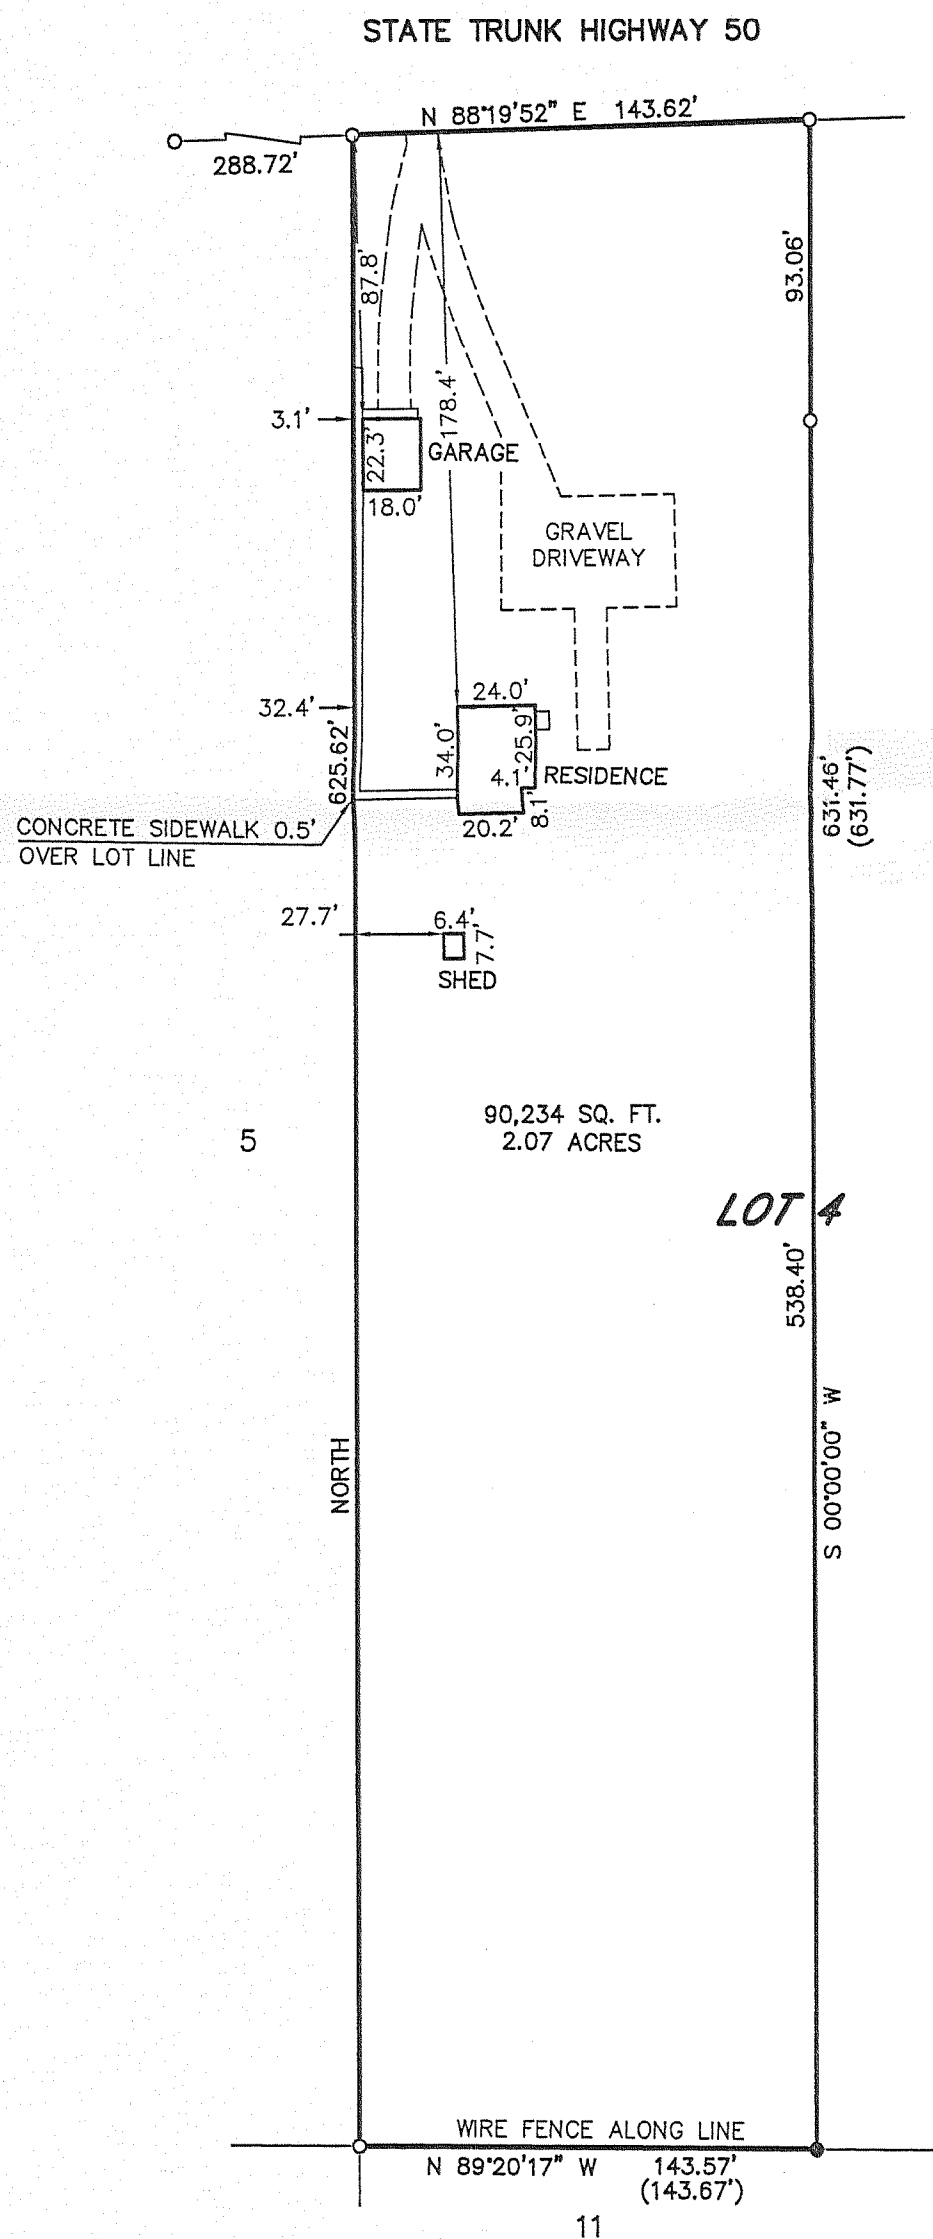 STATE TRUNK HIGHWAY 50
N 88°19'52" E 143.62'
288.72'
87.8'
93.06'
178.4'
3.1'
22.3'
GARAGE
18.0'
GRAVEL
DRIVEWAY
24.0'
32.4'
625.62'
34.0'
25.9'
4.1'
RESIDENCE
631.46'
(631.77')
20.2'
8.1'
CONCRETE SIDEWALK 0.5'
OVER LOT LINE
27.7'
6.4'
7.7'
SHED
90,234 SQ. FT.
2.07 ACRES
5
LOT 4
538.40'
NORTH
S 00°00'00" W
WIRE FENCE ALONG LINE
N 89°20'17" W 143.57'
(143.67')
11